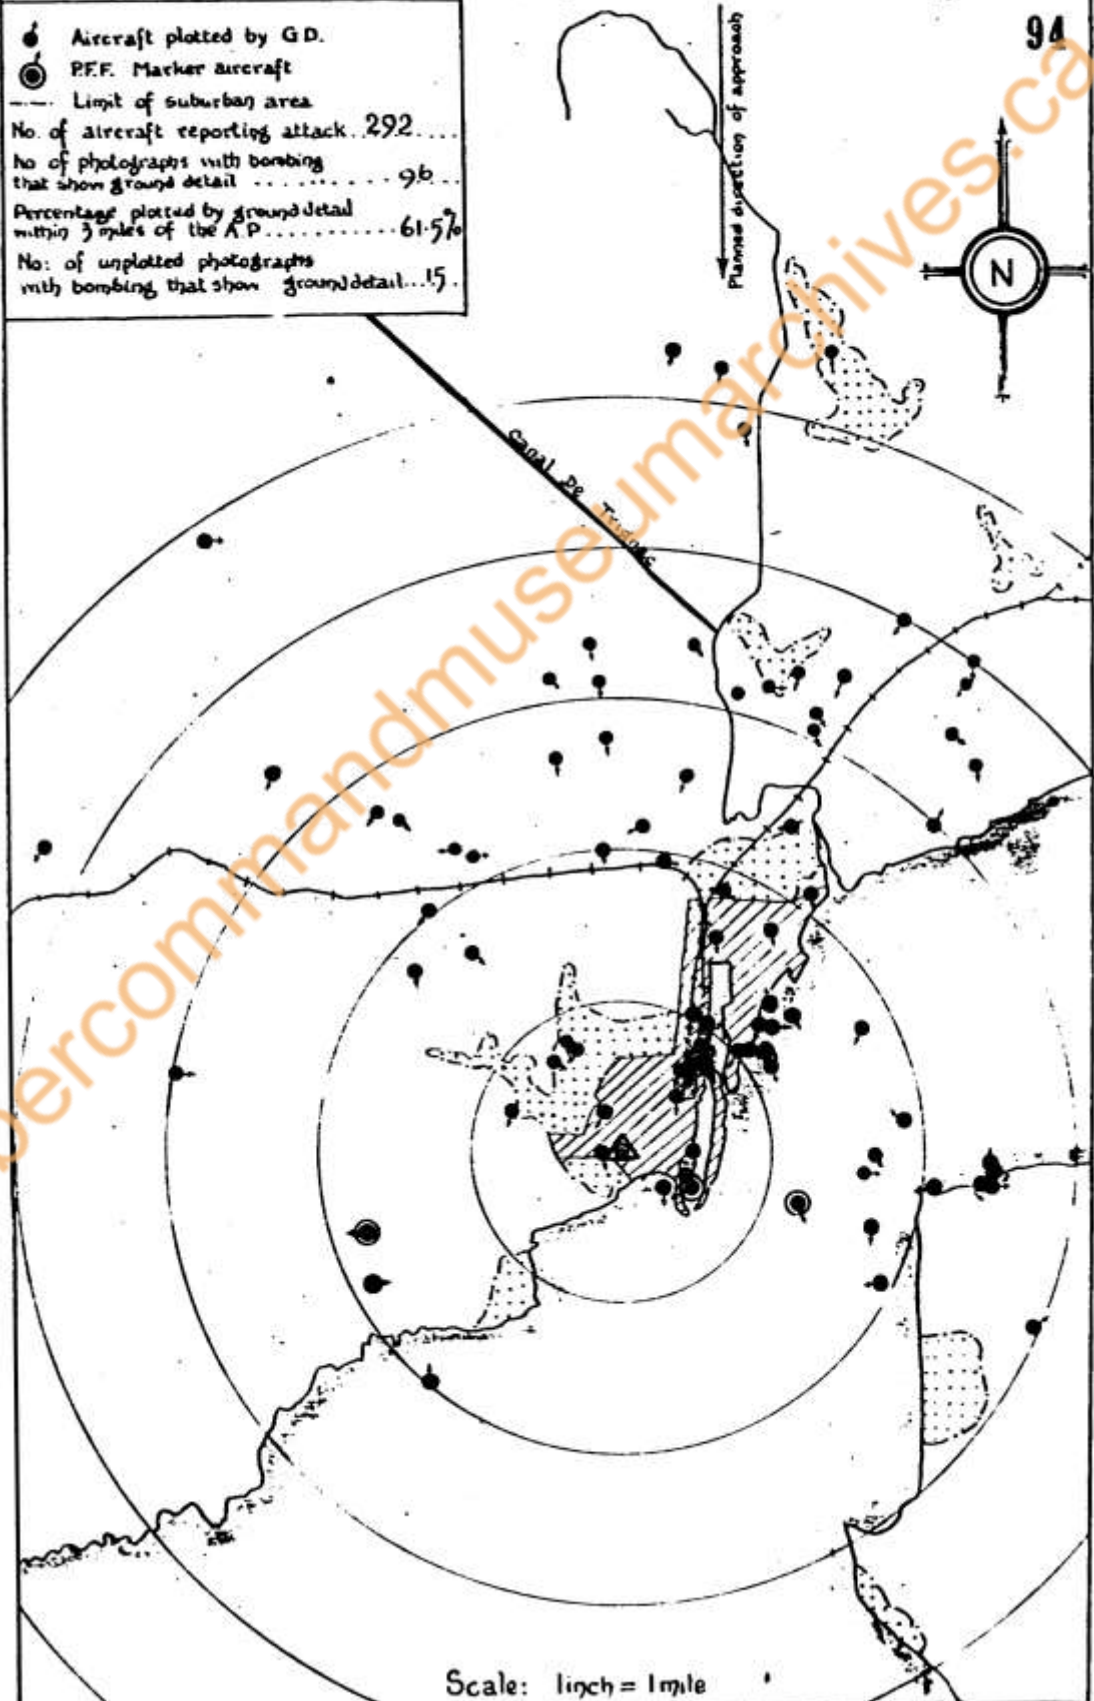 94
Aircraft plotted by G D.
P.F.F. Marker aircraft
Limit of suburban area
No. of aircraft reporting attack..292....
No of photographs with bombing
that show ground detail ............96...
Percentage plotted by ground detail
within 3 miles of the A.P............61.5%
No: of unplotted photographs
with bombing that show ground detail...15.
Planned direction of approach
N
Canal De
Scale: 1inch = 1mile
bercommandmuseumarchives.ca